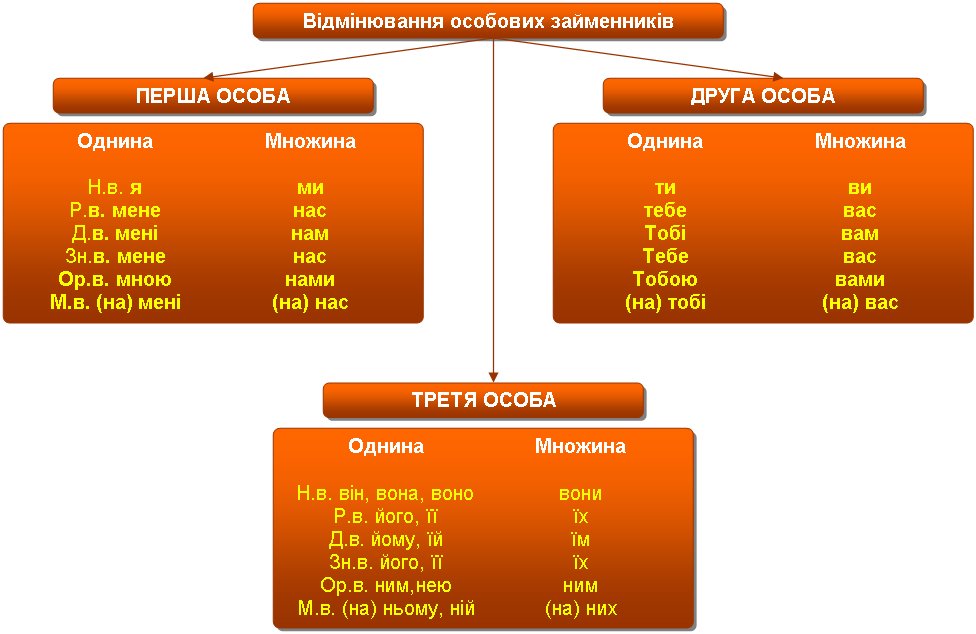 Відмінювання особових займенників
ПЕРША ОСОБА
Однина Множина
Н.в. я ми
Р.в. мене нас
Д.в. мені нам
Зн.в. мене нас
Ор.в. мною нами
М.в. (на) мені (на) нас
ДРУГА ОСОБА
Однина Множина
ти ви
тебе вас
Тобі вам
Тебе вас
Тобою вами
(на) тобі (на) вас
ТРЕТЯ ОСОБА
Однина Множина
Н.в. він, вона, воно вони
Р.в. його, її їх
Д.в. йому, їй їм
Зн.в. його, її їх
Ор.в. ним,нею ним
М.в. (на) ньому, ній (на) них